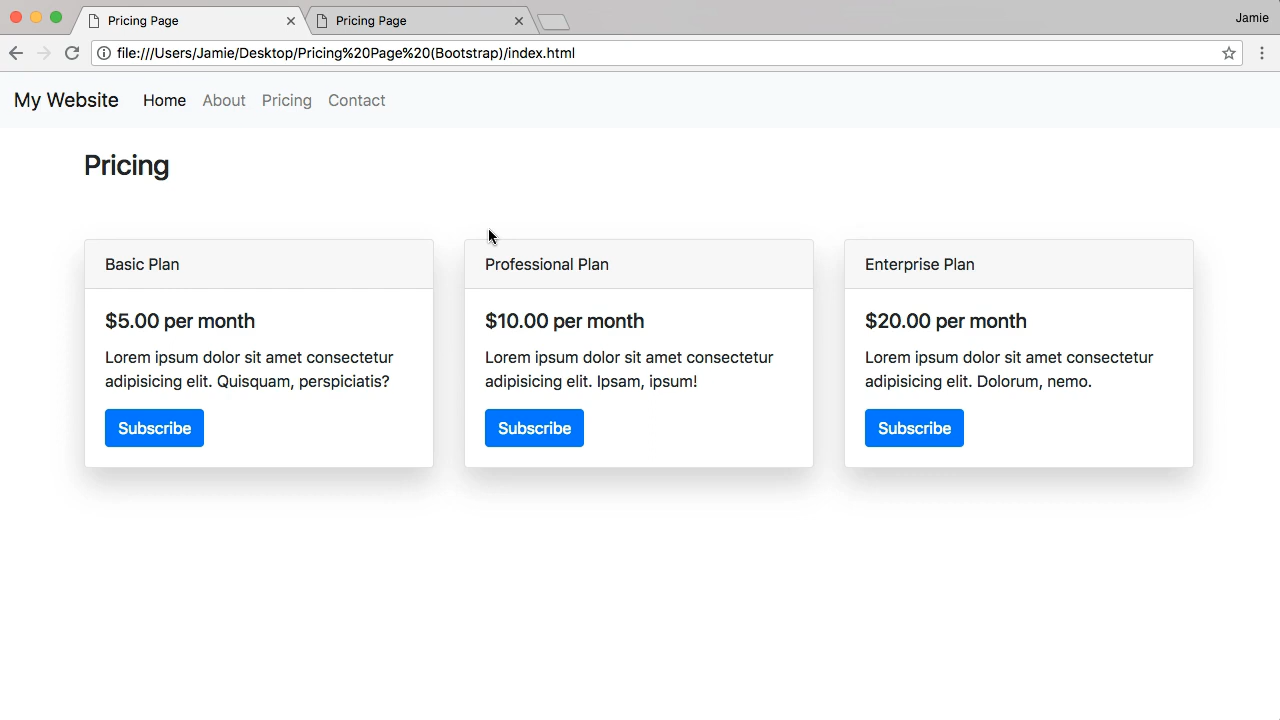 Pricing Page
Pricing Page
Jamie
file:///Users/Jamie/Desktop/Pricing%20Page%20(Bootstrap)/index.html
My Website Home About Pricing Contact
Pricing
Basic Plan
$5.00 per month
Lorem ipsum dolor sit amet consectetur
adipisicing elit. Quisquam, perspiciatis?
Subscribe
Professional Plan
$10.00 per month
Lorem ipsum dolor sit amet consectetur
adipisicing elit. Ipsam, ipsum!
Subscribe
Enterprise Plan
$20.00 per month
Lorem ipsum dolor sit amet consectetur
adipisicing elit. Dolorum, nemo.
Subscribe